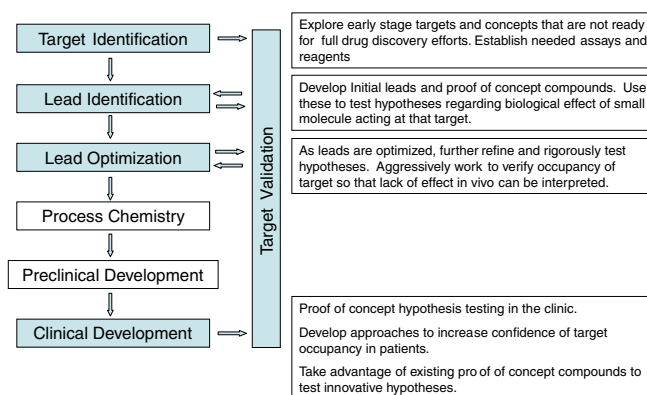 Target Identification
Explore early stage targets and concepts that are not ready
for full drug discovery efforts. Establish needed assays and
reagents
Lead Identification
Develop Initial leads and proof of concept compounds. Use
these to test hypotheses regarding biological effect of small
molecule acting at that target.
Lead Optimization
As leads are optimized, further refine and rigorously test
hypotheses. Aggressively work to verify occupancy of
target so that lack of effect in vivo can be interpreted.
Target Validation
Process Chemistry
Preclinical Development
Clinical Development
Proof of concept hypothesis testing in the clinic.
Develop approaches to increase confidence of target
occupancy in patients.
Take advantage of existing pro of of concept compounds to
test innovative hypotheses.